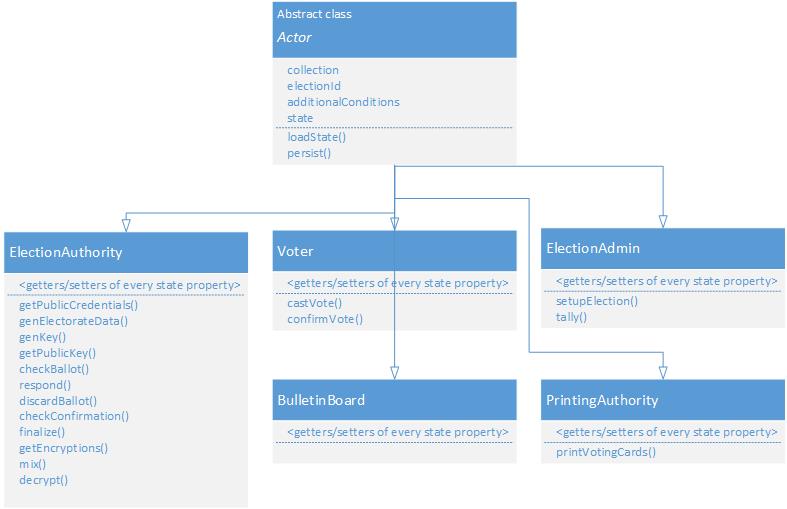 Abstract class
Actor
collection
electionId
additionalConditions
state
loadState()
persist()
ElectionAuthority
<getters/setters of every state property>
getPublicCredentials()
genElectorateData()
genKey()
getPublicKey()
checkBallot()
respond()
discardBallot()
checkConfirmation()
finalize()
getEncryptions()
mix()
decrypt()
Voter
<getters/setters of every state property>
castVote()
confirmVote()
ElectionAdmin
<getters/setters of every state property>
setupElection()
tally()
BulletinBoard
<getters/setters of every state property>
PrintingAuthority
<getters/setters of every state property>
printVotingCards()